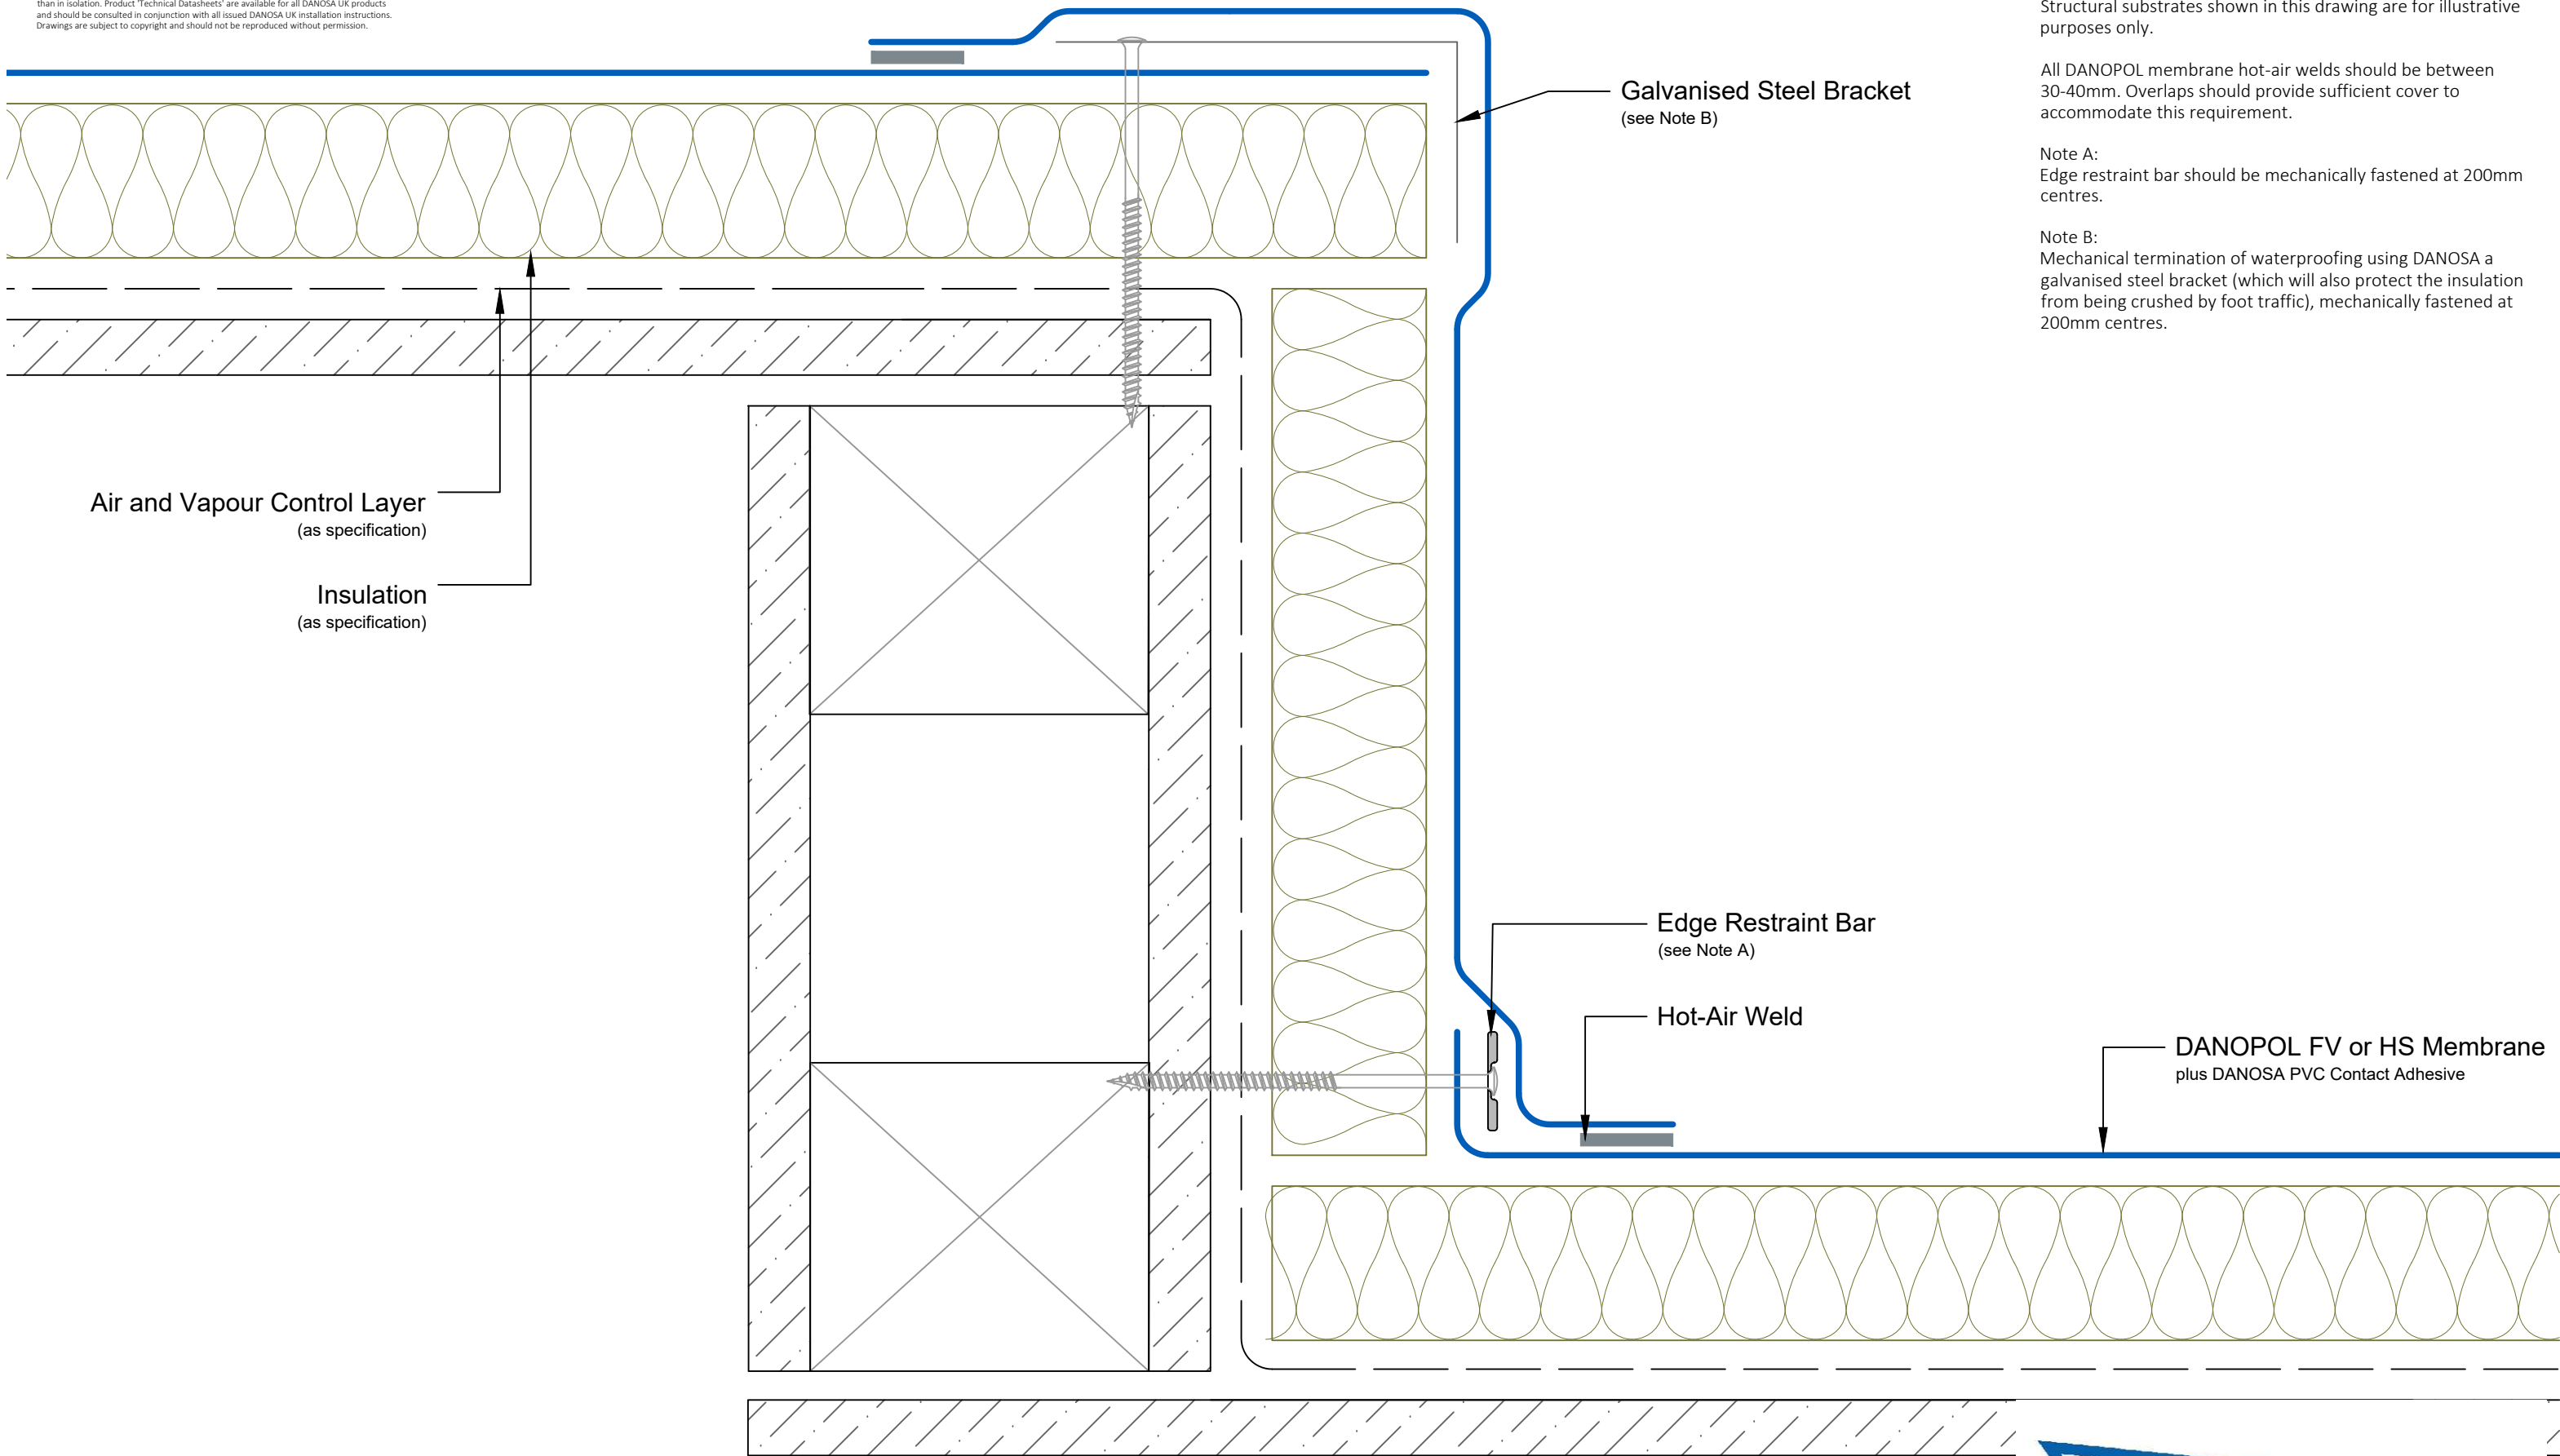 than in isolation. Product 'Technical Datasheets' are available for all DANOSA UK products
and should be consulted in conjunction with all issued DANOSA UK installation instructions.
Drawings are subject to copyright and should not be reproduced without permission.
Structural substrates shown in this drawing are for illustrative
purposes only.
All DANOPOL membrane hot-air welds should be between
30-40mm. Overlaps should provide sufficient cover to
accommodate this requirement.
Note A:
Edge restraint bar should be mechanically fastened at 200mm
centres.
Note B:
Mechanical termination of waterproofing using DANOSA a
galvanised steel bracket (which will also protect the insulation
from being crushed by foot traffic), mechanically fastened at
200mm centres.
Galvanised Steel Bracket
(see Note B)
Air and Vapour Control Layer
(as specification)
Insulation
(as specification)
Edge Restraint Bar
(see Note A)
Hot-Air Weld
DANOPOL FV or HS Membrane
plus DANOSA PVC Contact Adhesive